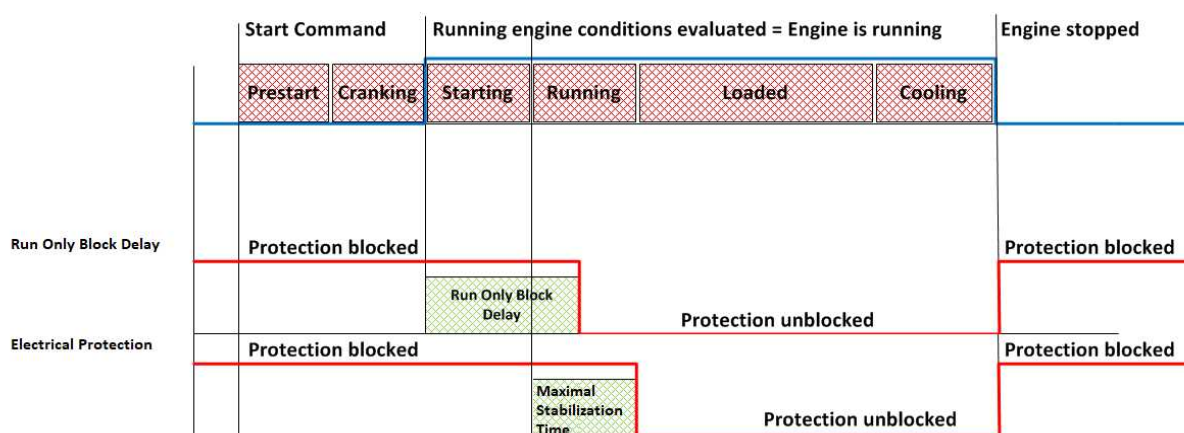 Start Command Running engine conditions evaluated = Engine is running Engine stopped
Prestart Cranking Starting Running Loaded Cooling
Run Only Block Delay Protection blocked Protection blocked
Run Only Block
Delay
Protection unblocked
Electrical Protection Protection blocked Protection blocked
Maximal
Stabilization
Time
Protection unblocked